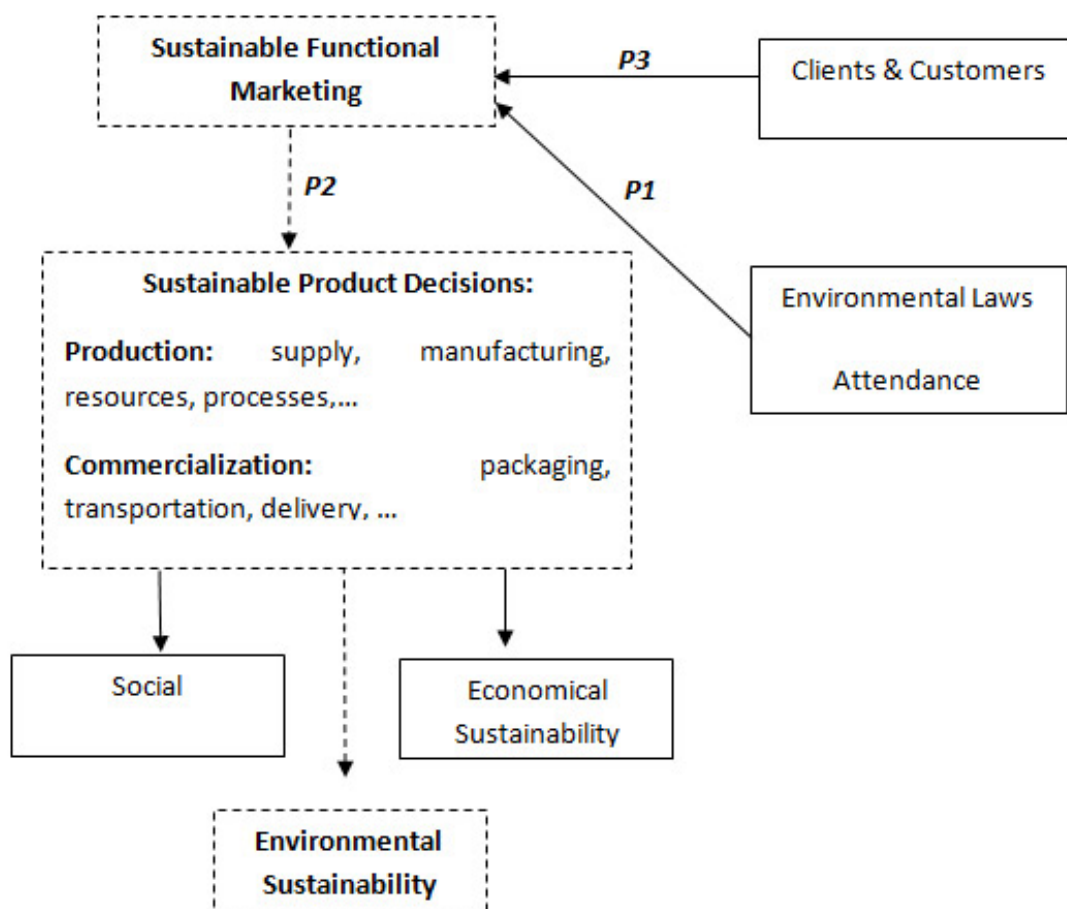 Sustainable Functional
Marketing
P3
Clients & Customers
P1
P2
Environmental Laws
Attendance
Sustainable Product Decisions:
Production: supply, manufacturing,
resources, processes,...
Commercialization: packaging,
transportation, delivery, ...
Social
Economical
Sustainability
Environmental
Sustainability